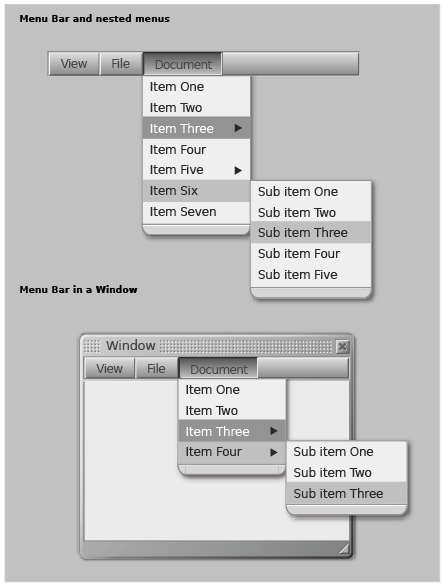 Menu Bar and nested menus
View File Document
Item One
Item Two
Item Three
Item Four
Item Five
Item Six
Item Seven
Sub item One
Sub item Two
Sub item Three
Sub item Four
Sub item Five
Menu Bar in a Window
Window
View File Document
Item One
Item Two
Item Three
Item Four
Sub item One
Sub item Two
Sub item Three